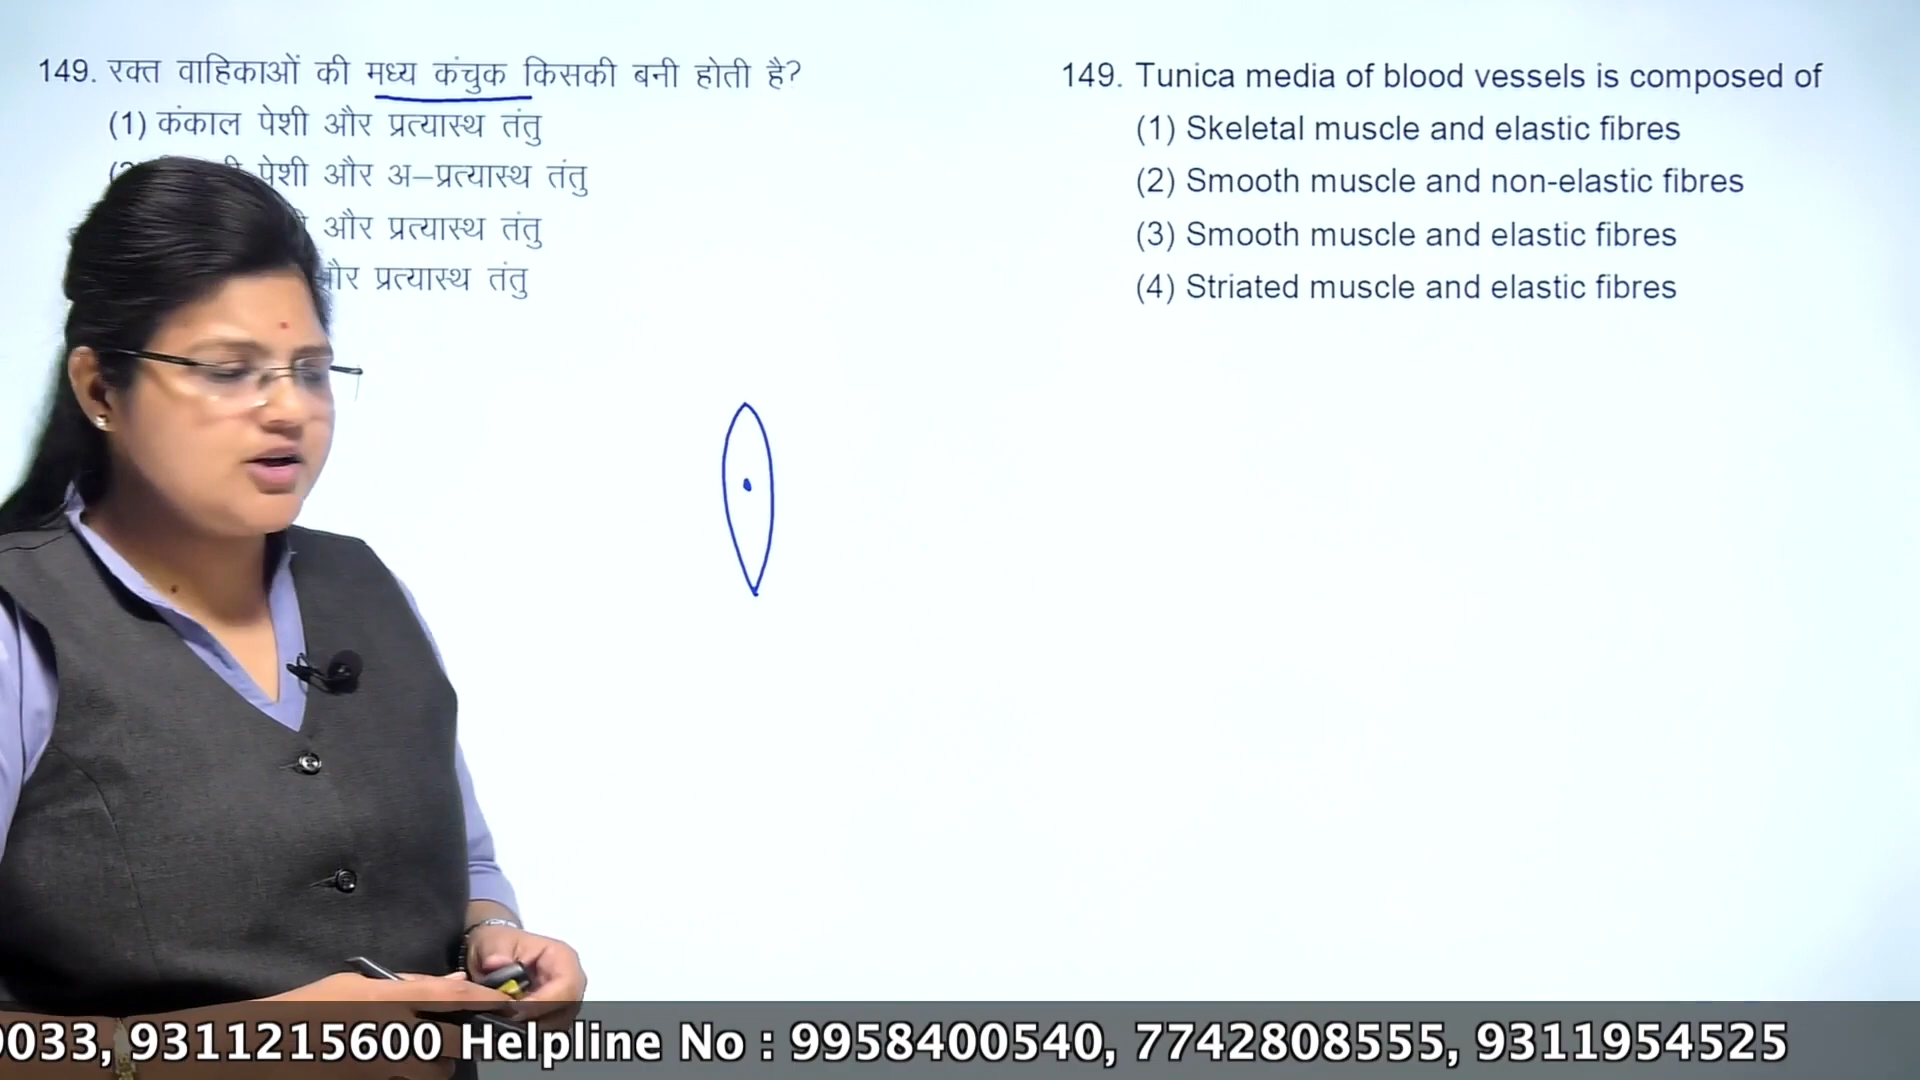 149. रक्त वाहिकाओं की मध्य कंचुक किसकी बनी होती है?
(1) कंकाल पेशी और प्रत्यास्थ तंतु
पेशी और अ–प्रत्यास्थ तंतु
और प्रत्यास्थ तंतु
और प्रत्यास्थ तंतु
149. Tunica media of blood vessels is composed of
(1) Skeletal muscle and elastic fibres
(2) Smooth muscle and non-elastic fibres
(3) Smooth muscle and elastic fibres
(4) Striated muscle and elastic fibres
0033, 9311215600 Helpline No : 9958400540, 7742808555, 9311954525